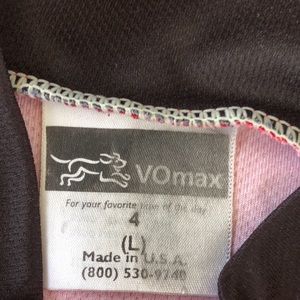 VOmax
For your favorite time of the day
4
(L)
Made in U.S.A.
(800) 530-9740